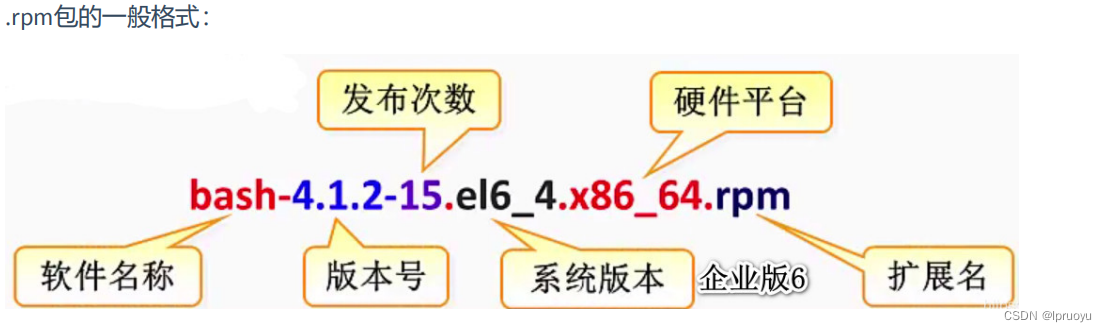 .rpm包的一般格式：
发布次数
硬件平台
bash-4.1.2-15.el6_4.x86_64.rpm
软件名称
版本号
系统版本
企业版6
扩展名
CSDN @lpruoyu